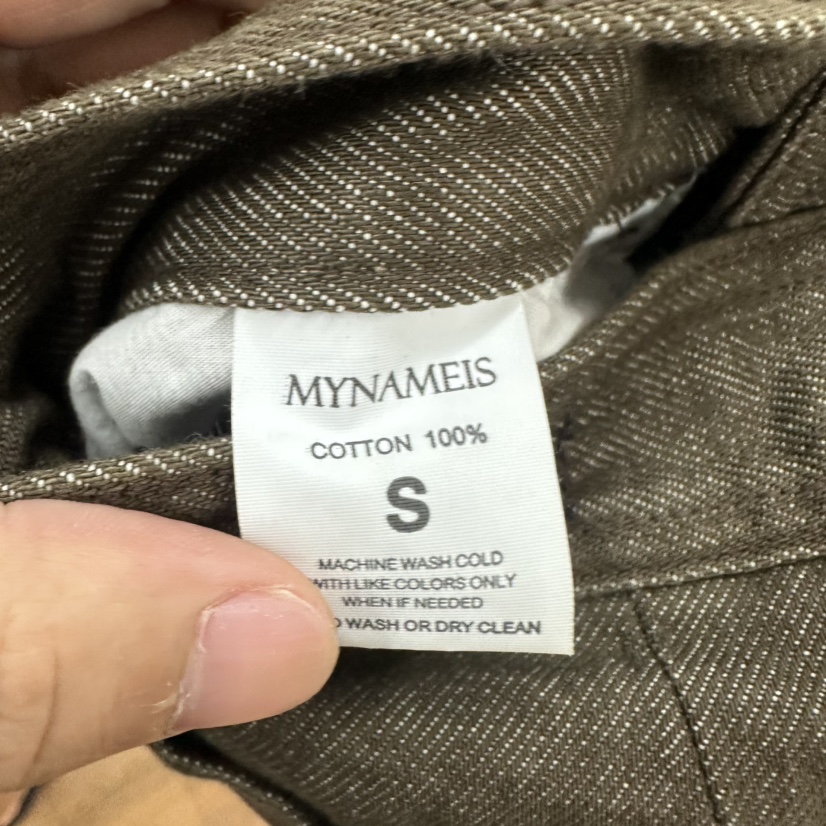 MYNAMEIS
COTTON 100%
S
MACHINE WASH COLD
WITH LIKE COLORS ONLY
WHEN IF NEEDED
WASH OR DRY CLEAN